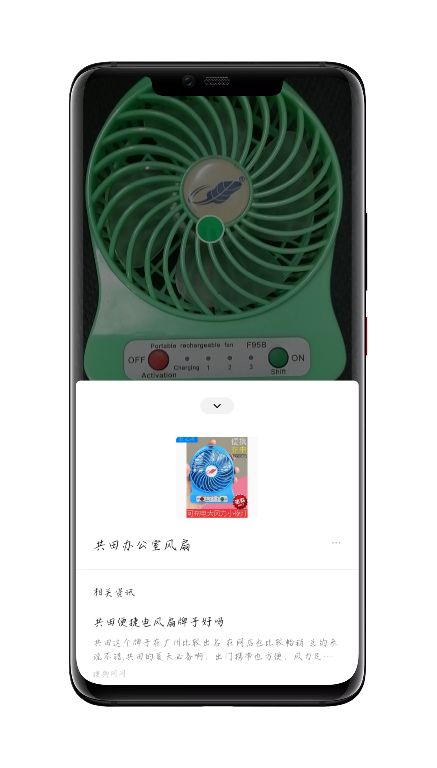 Portable rechargeable fan F95B
OFF
Charging 1 2 3
ON
Activation
Shift
可充电大风力小夜灯
共田办公室风扇
相关资讯
共田便捷电风扇牌子好吗
共田这个牌子在广州比较出名 在网店也比较畅销 总的来
说不错,共田的夏天必备啊，出门携带也方便，风力足…
搜狗问问